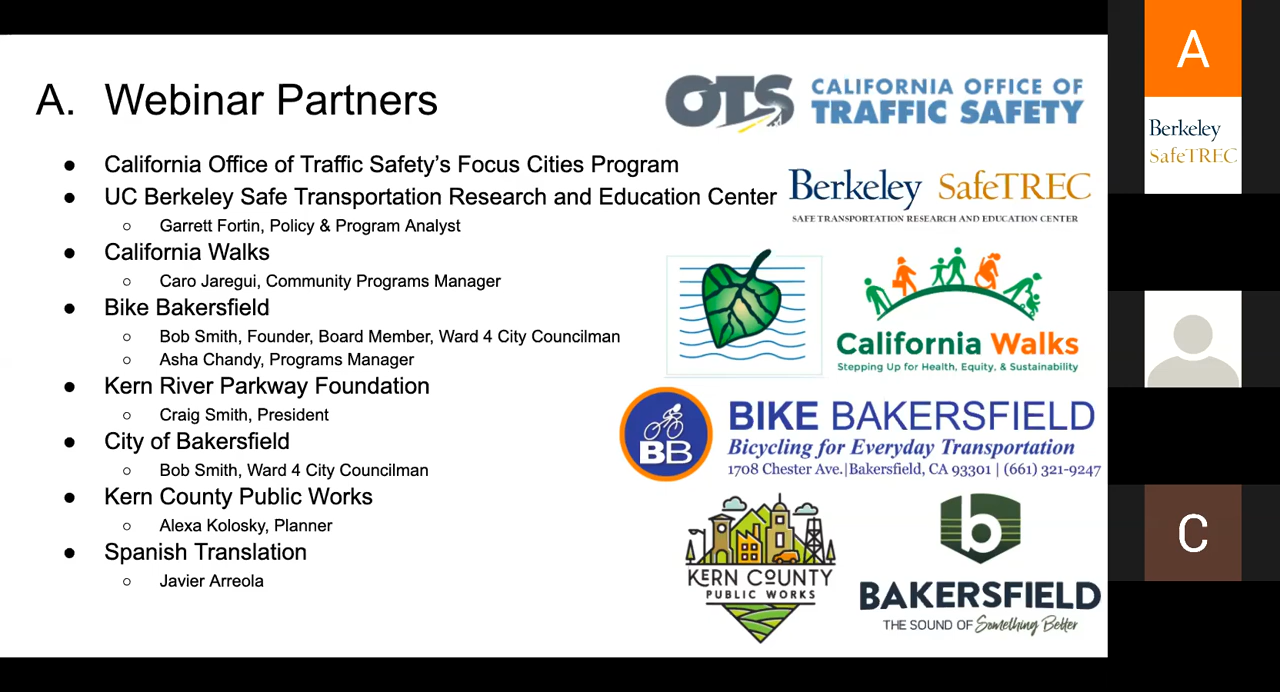 A. Webinar Partners
● California Office of Traffic Safety’s Focus Cities Program
● UC Berkeley Safe Transportation Research and Education Center
○ Garrett Fortin, Policy & Program Analyst
● California Walks
○ Caro Jaregui, Community Programs Manager
● Bike Bakersfield
○ Bob Smith, Founder, Board Member, Ward 4 City Councilman
○ Asha Chandy, Programs Manager
● Kern River Parkway Foundation
○ Craig Smith, President
● City of Bakersfield
○ Bob Smith, Ward 4 City Councilman
● Kern County Public Works
○ Alexa Kolosky, Planner
● Spanish Translation
○ Javier Arreola
OTS CALIFORNIA OFFICE OF
TRAFFIC SAFETY
Berkeley SafeTREC
SAFE TRANSPORTATION RESEARCH AND EDUCATION CENTER
California Walks
Stepping Up for Health, Equity, & Sustainability
BB
BIKE BAKERSFIELD
Bicycling for Everyday Transportation
1708 Chester Ave.|Bakersfield, CA 93301 | (661) 321-9247
KERN COUNTY
PUBLIC WORKS
b
BAKERSFIELD
THE SOUND OF Something Better
A
Berkeley
SafeTREC
C